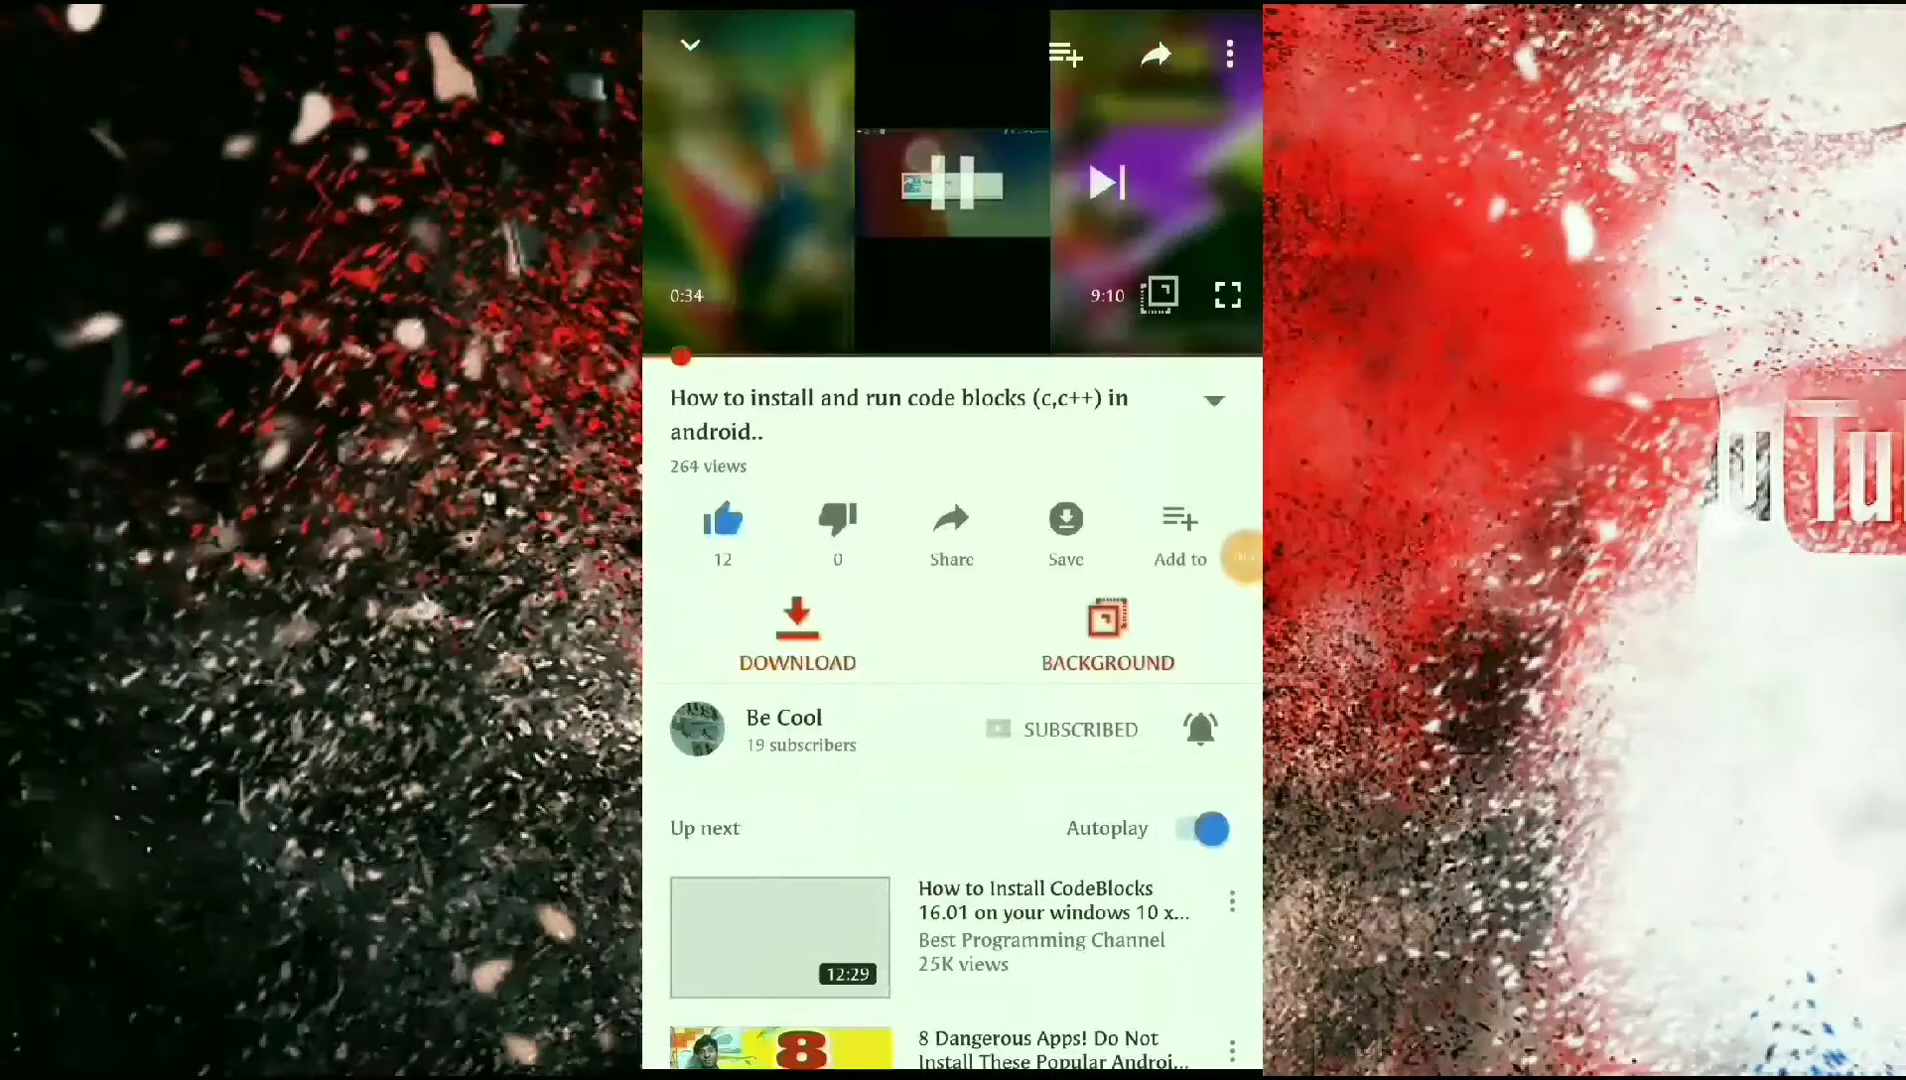 0:34
9:10
How to install and run code blocks (c,c++) in
android..
264 views
12
0
Share
Save
Add to
DOWNLOAD
BACKGROUND
Be Cool
19 subscribers
SUBSCRIBED
Up next
Autoplay
How to Install CodeBlocks
16.01 on your windows 10 x...
Best Programming Channel
25K views
12:29
8
8 Dangerous Apps! Do Not
Install These Popular Androi...
u Tu